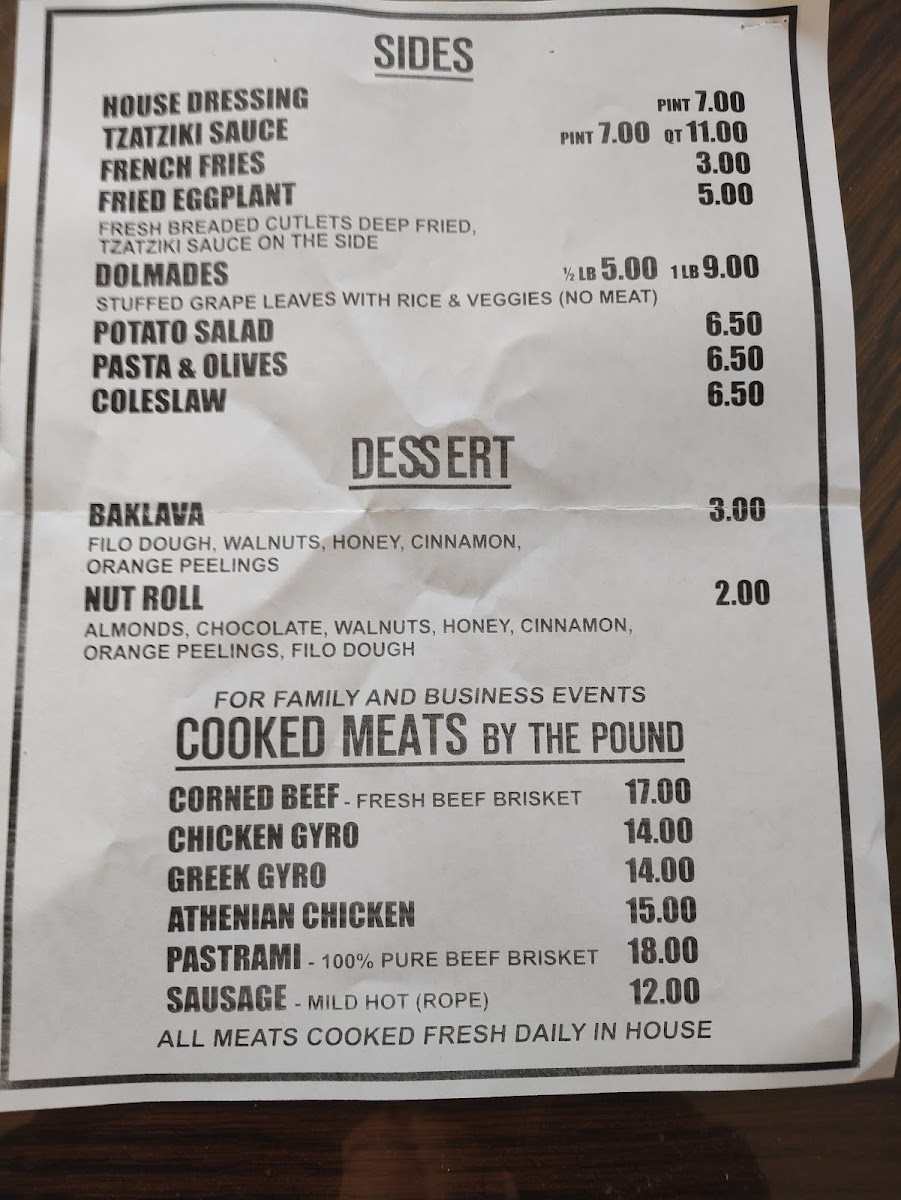 SIDES
HOUSE DRESSING PINT 7.00
TZATZIKI SAUCE PINT 7.00 QT 11.00
FRENCH FRIES 3.00
FRIED EGGPLANT 5.00
FRESH BREADED CUTLETS DEEP FRIED,
TZATZIKI SAUCE ON THE SIDE
DOLMADES ½ LB 5.00 1 LB 9.00
STUFFED GRAPE LEAVES WITH RICE & VEGGIES (NO MEAT)
POTATO SALAD 6.50
PASTA & OLIVES 6.50
COLESLAW 6.50
DESSERT
BAKLAVA 3.00
FILO DOUGH, WALNUTS, HONEY, CINNAMON,
ORANGE PEELINGS
NUT ROLL 2.00
ALMONDS, CHOCOLATE, WALNUTS, HONEY, CINNAMON,
ORANGE PEELINGS, FILO DOUGH
FOR FAMILY AND BUSINESS EVENTS
COOKED MEATS BY THE POUND
CORNED BEEF - FRESH BEEF BRISKET 17.00
CHICKEN GYRO 14.00
GREEK GYRO 14.00
ATHENIAN CHICKEN 15.00
PASTRAMI - 100% PURE BEEF BRISKET 18.00
SAUSAGE - MILD HOT (ROPE) 12.00
ALL MEATS COOKED FRESH DAILY IN HOUSE